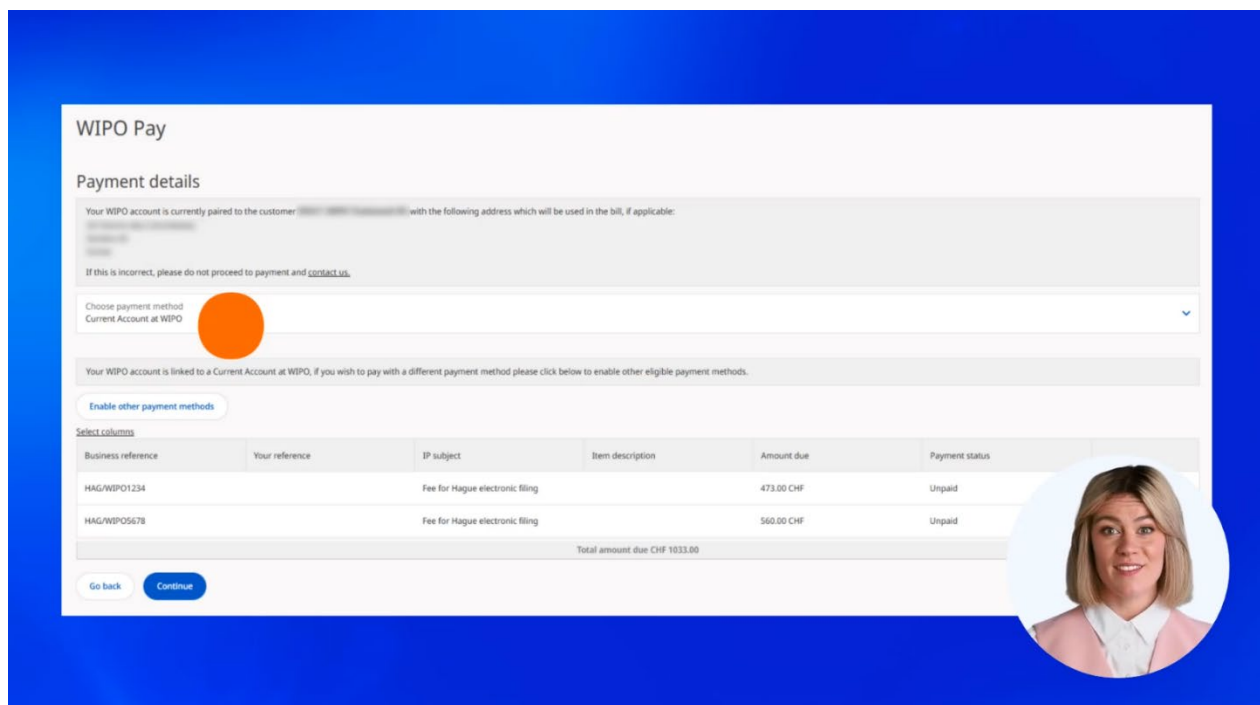 WIPO Pay
Payment details
Your WIPO account is currently paired to the customer with the following address which will be used in the bill, if applicable:
If this is incorrect, please do not proceed to payment and contact us.
Choose payment method
Current Account at WIPO
Your WIPO account is linked to a Current Account at WIPO, if you wish to pay with a different payment method please click below to enable other eligible payment methods.
Enable other payment methods
Select columns
Business reference Your reference IP subject Item description Amount due Payment status
HAG/WIPO1234 Fee for Hague electronic filing 473.00 CHF Unpaid
HAG/WIPO5678 Fee for Hague electronic filing 560.00 CHF Unpaid
Total amount due CHF 1033.00
Go back Continue